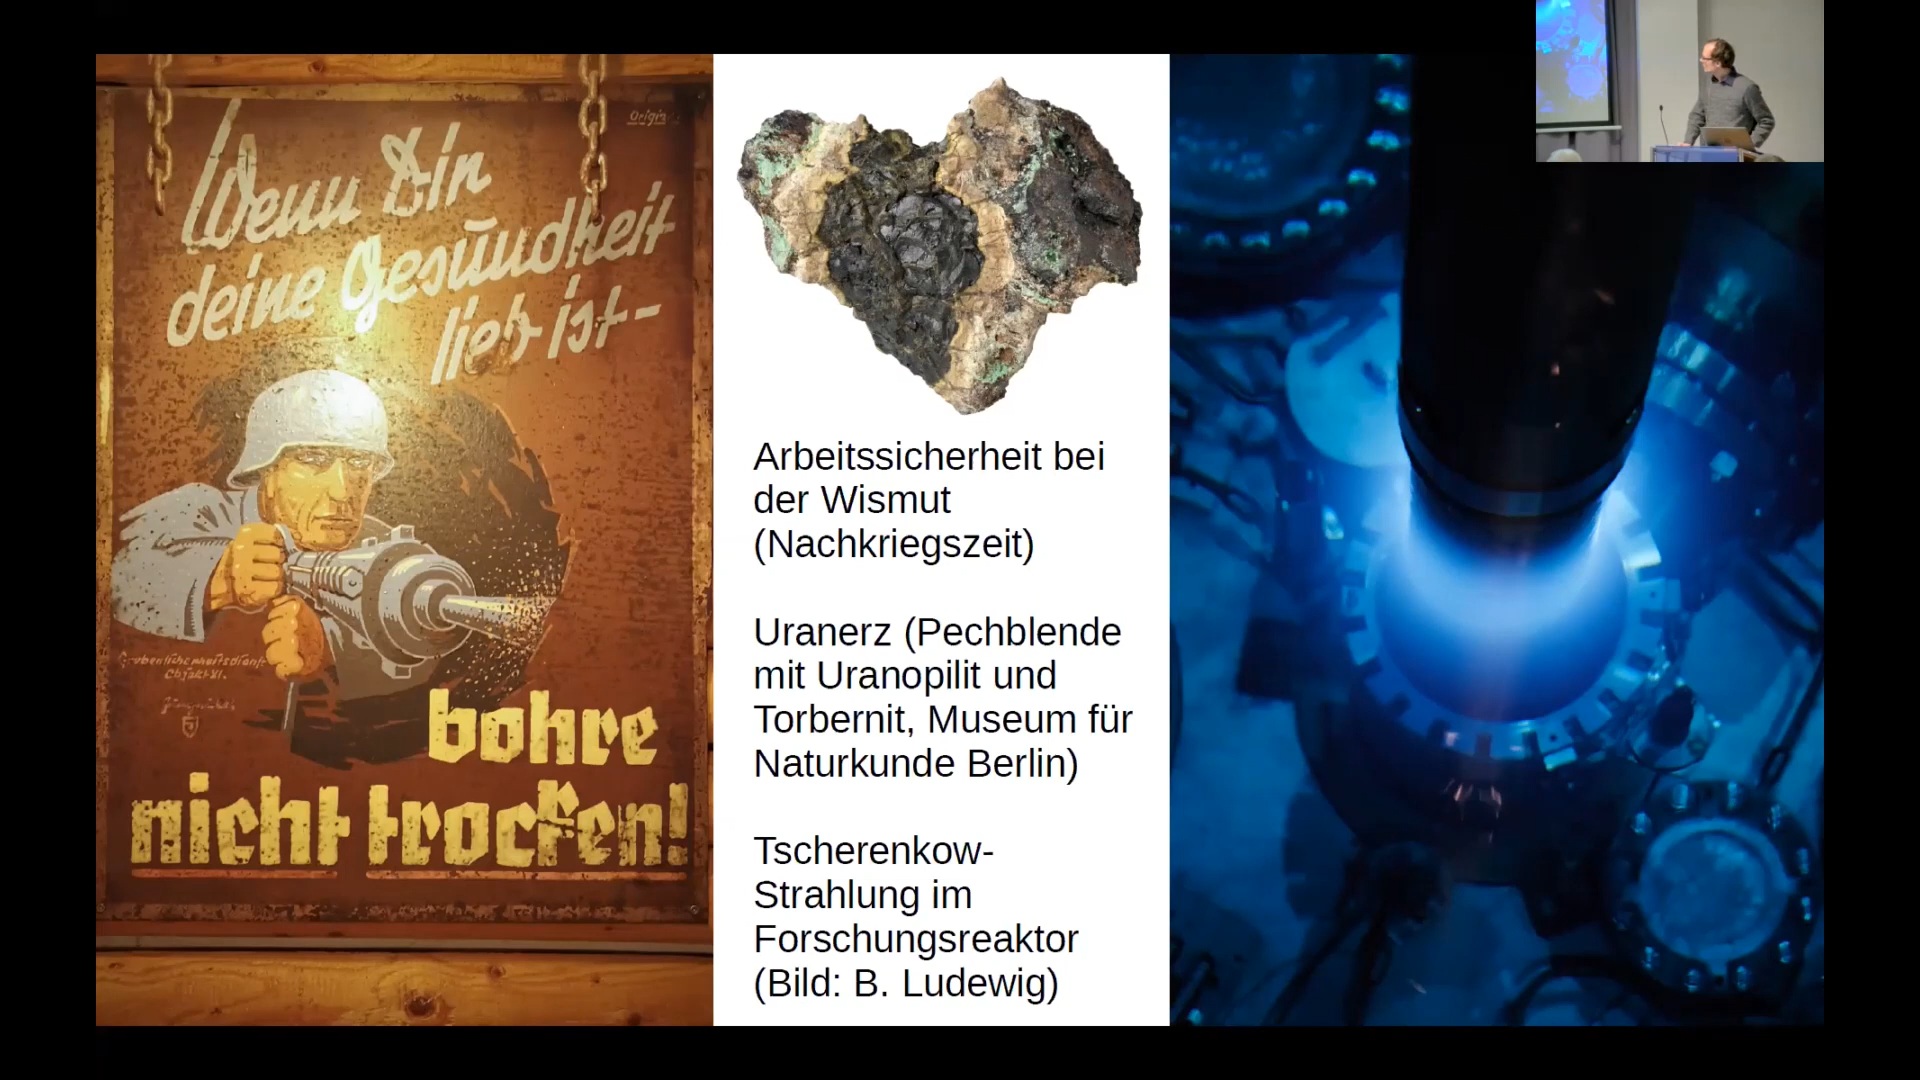 Wenn Dir
deine Gesundheit
lieb ist-
bohre
nicht trocken!
Arbeitssicherheit bei
der Wismut
(Nachkriegszeit)
Uranerz (Pechblende
mit Uranopilit und
Torbernit, Museum für
Naturkunde Berlin)
Tscherenkow-
Strahlung im
Forschungsreaktor
(Bild: B. Ludewig)